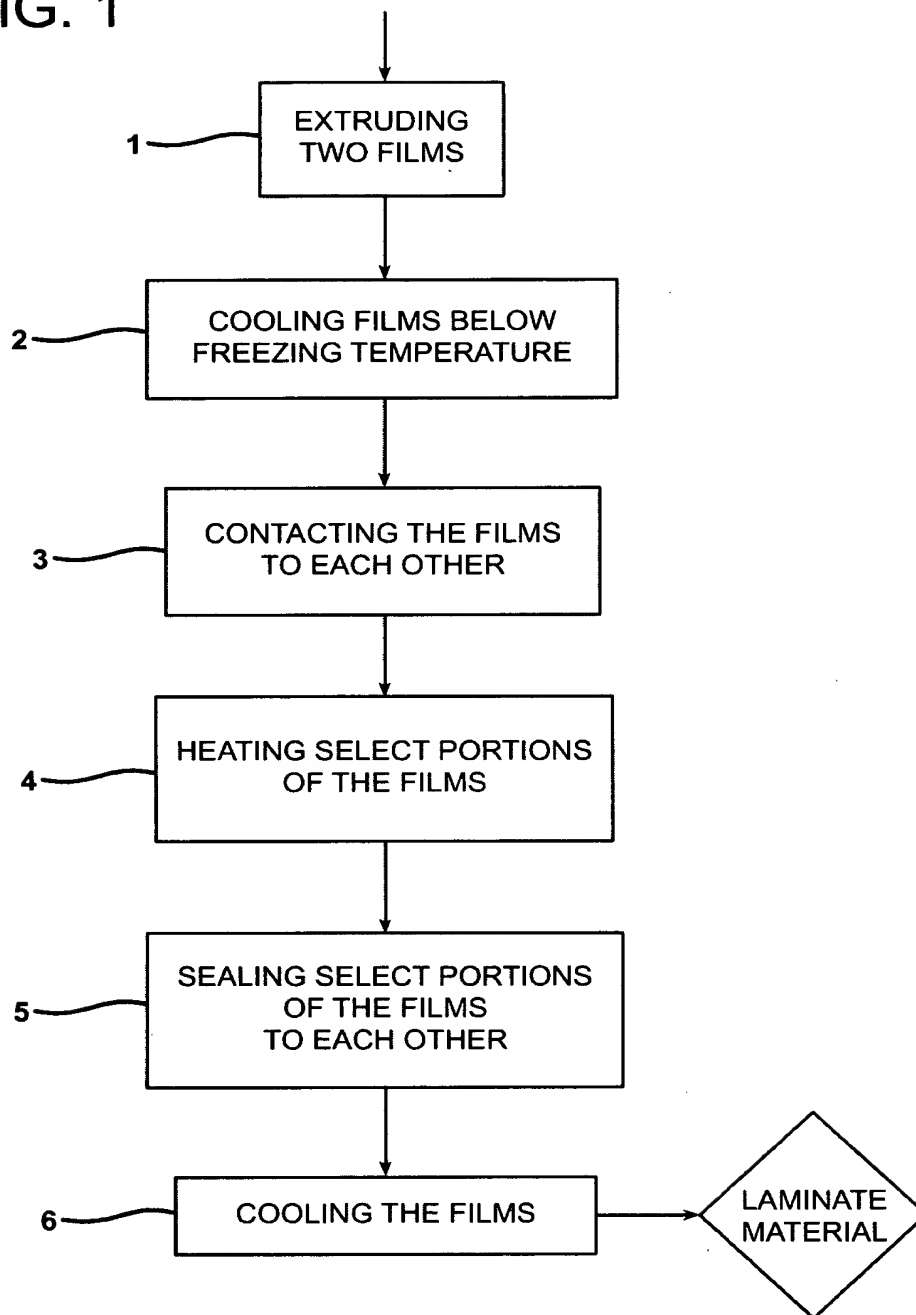 IG. 1
1
EXTRUDING
TWO FILMS
2
COOLING FILMS BELOW
FREEZING TEMPERATURE
3
CONTACTING THE FILMS
TO EACH OTHER
4
HEATING SELECT PORTIONS
OF THE FILMS
5
SEALING SELECT PORTIONS
OF THE FILMS
TO EACH OTHER
6
COOLING THE FILMS
LAMINATE
MATERIAL